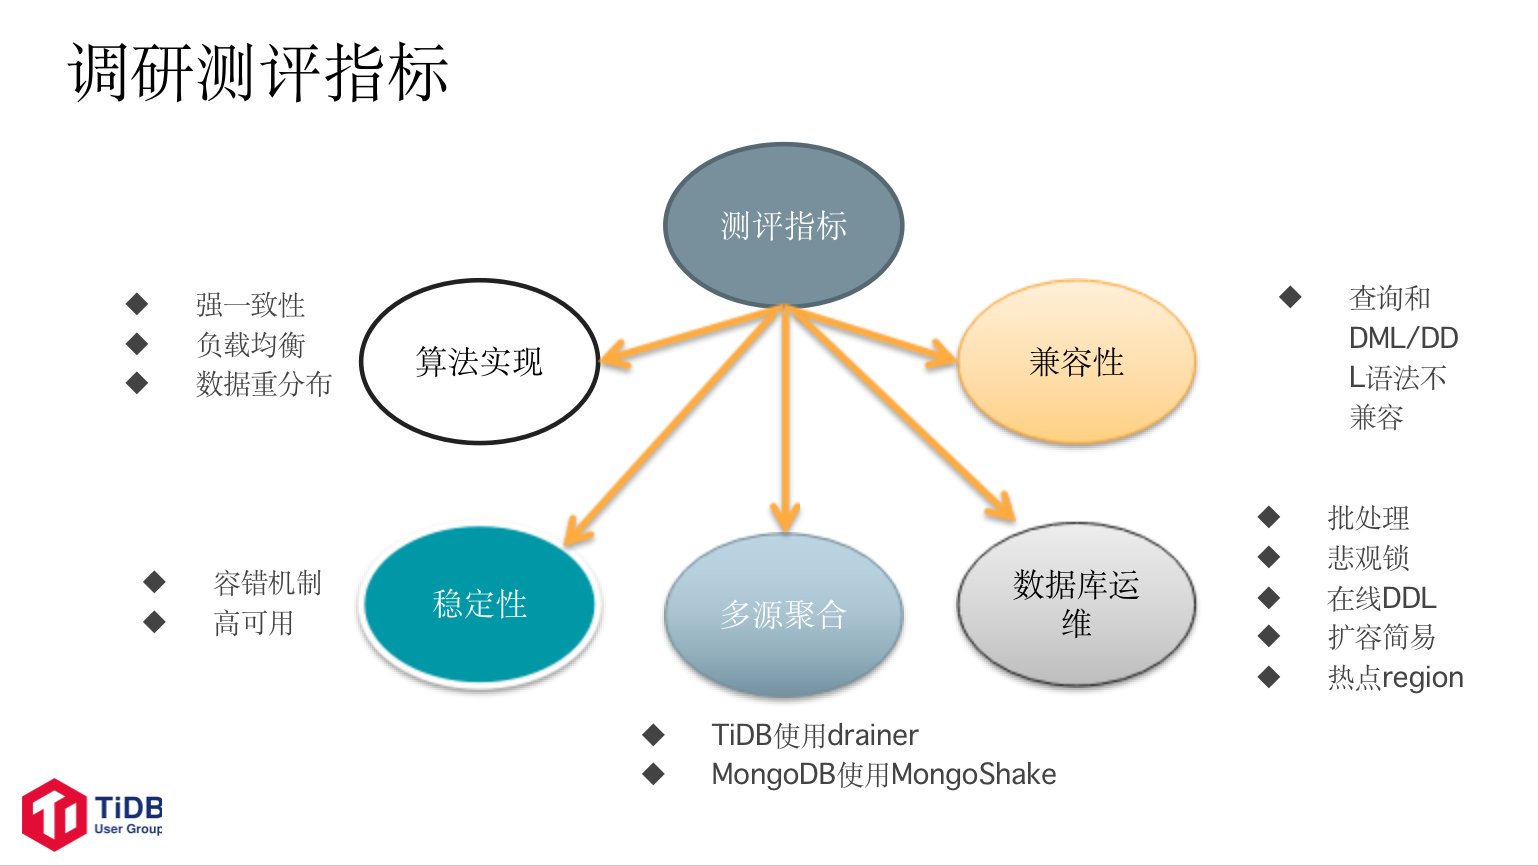 调研测评指标
测评指标
强一致性
负载均衡
数据重分布
算法实现
兼容性
查询和
DML/DD
L语法不
兼容
容错机制
高可用
稳定性
多源聚合
数据库运
维
批处理
悲观锁
在线DDL
扩容简易
热点region
TiDB使用drainer
MongoDB使用MongoShake
TiDB
User Group